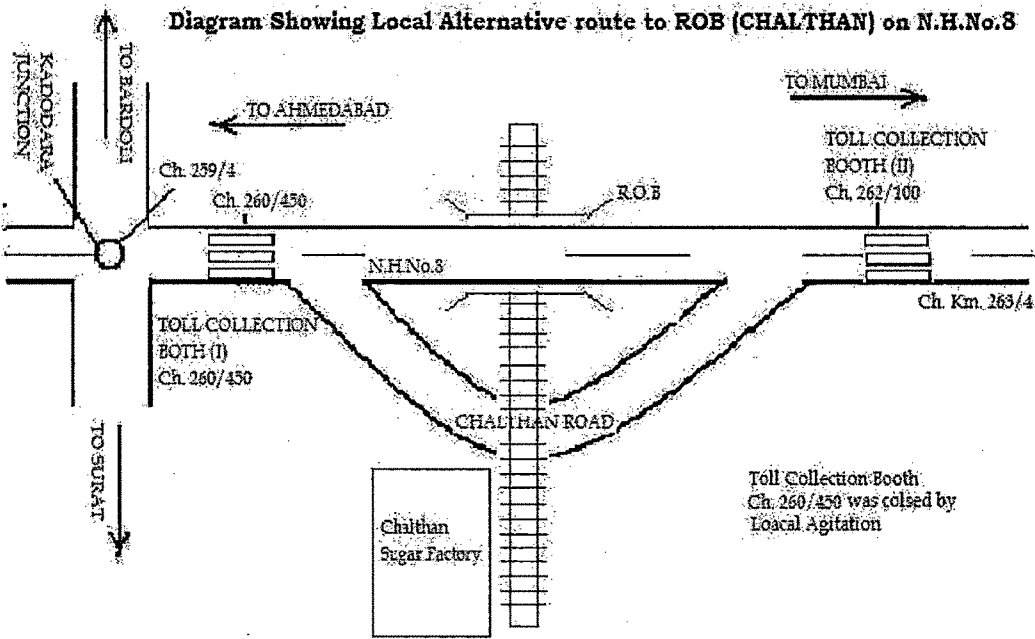 Diagram Showing Local Alternative route to ROB (CHALTHAN) on N.H.No.8
TO BARDOLI
KADODARA
JUNCTION
TO AHMEDABAD
TO MUMBAI
Ch. 259/4
Ch. 260/450
R.O.B
TOLL COLLECTION
BOOTH (II)
Ch. 262/100
N.H.No.8
Ch. Km. 263/4
TOLL COLLECTION
BOTH (I)
Ch. 260/450
CHALTHAN ROAD
TO SURAT
Chalthan
Sugar Factory
Toll Collection Booth
Ch. 260/450 was colsed by
Loacal Agitation